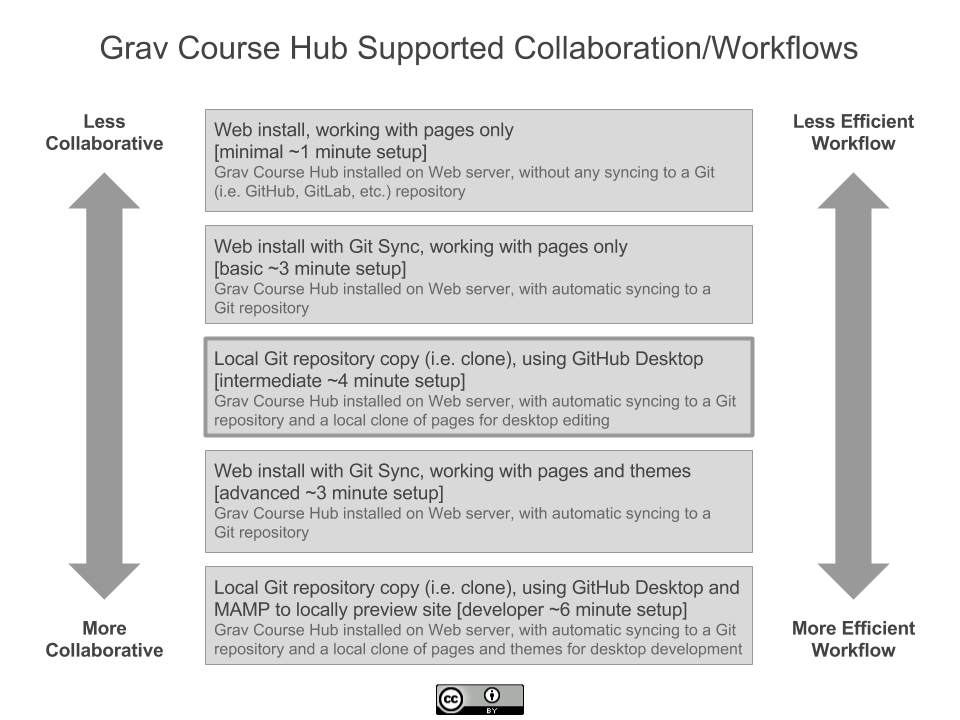 Grav Course Hub Supported Collaboration/Workflows
Less
Collaborative
Less Efficient
Workflow
Web install, working with pages only
[minimal ~1 minute setup]
Grav Course Hub installed on Web server, without any syncing to a Git
(i.e. GitHub, GitLab, etc.) repository
Web install with Git Sync, working with pages only
[basic ~3 minute setup]
Grav Course Hub installed on Web server, with automatic syncing to a
Git repository
Local Git repository copy (i.e. clone), using GitHub Desktop
[intermediate ~4 minute setup]
Grav Course Hub installed on Web server, with automatic syncing to a Git
repository and a local clone of pages for desktop editing
Web install with Git Sync, working with pages and themes
[advanced ~3 minute setup]
Grav Course Hub installed on Web server, with automatic syncing to a
Git repository
Local Git repository copy (i.e. clone), using GitHub Desktop and
MAMP to locally preview site [developer ~6 minute setup]
Grav Course Hub installed on Web server, with automatic syncing to a Git
repository and a local clone of pages and themes for desktop development
More
Collaborative
More Efficient
Workflow
cc
BY